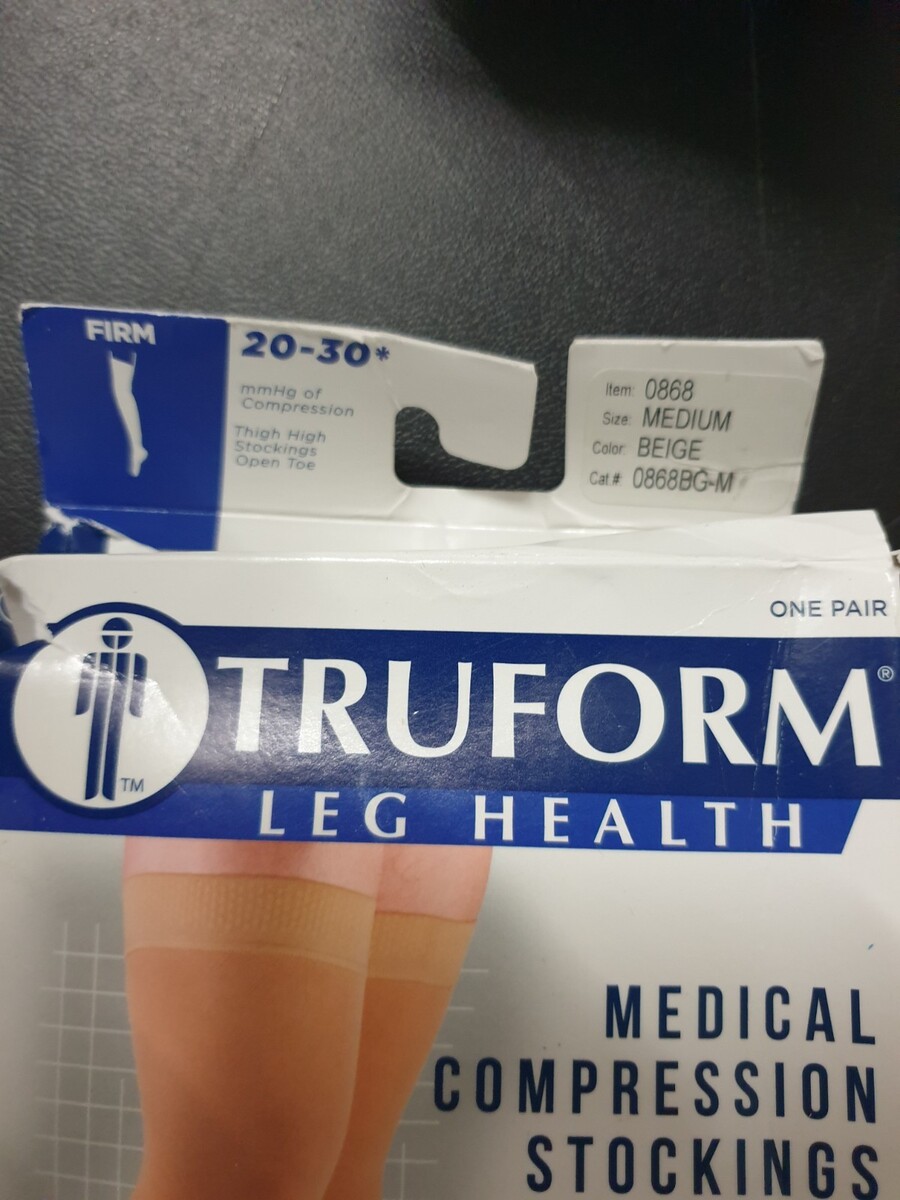 FIRM
20-30*
mmHg of
Compression
Thigh High
Stockings
Open Toe
Item: 0868
Size: MEDIUM
Color: BEIGE
Cat.# 0868BG-M
ONE PAIR
TRUFORM®
TM
LEG HEALTH
MEDICAL
COMPRESSION
STOCKINGS